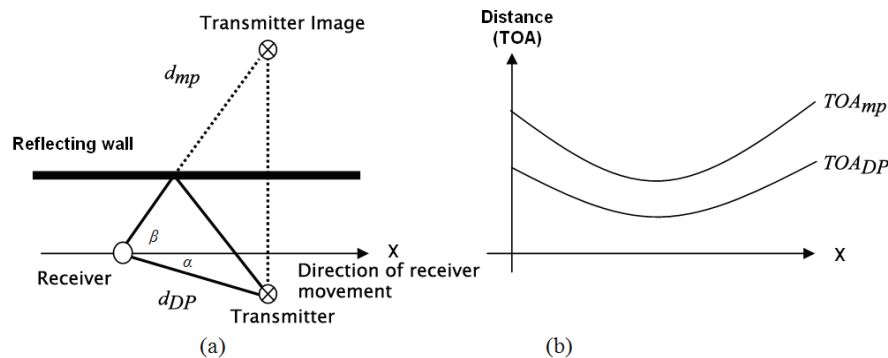 Transmitter Image
d_mp
Reflecting wall
β
α
X
Receiver
Direction of receiver
movement
d_DP
Transmitter
(a)
Distance
(TOA)
TOA_mp
TOA_DP
X
(b)